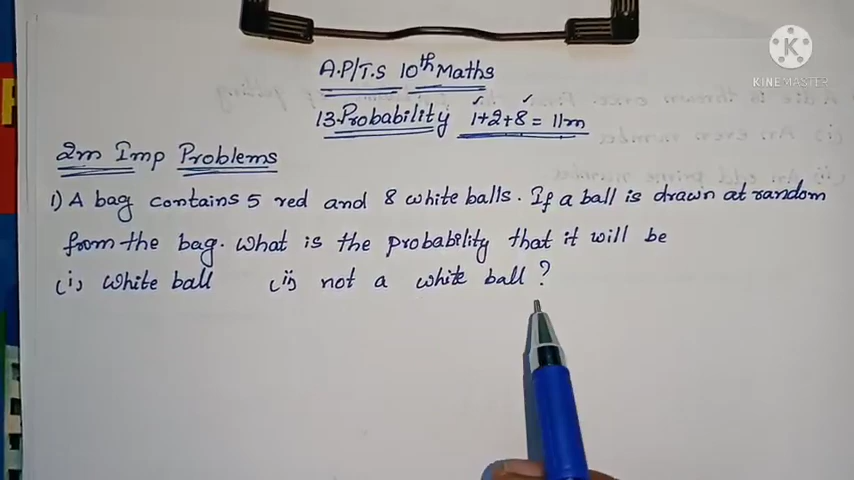 A.P/T.S 10th Maths
13.Probability 1+2+8 = 11m
2m Imp Problems
1) A bag contains 5 red and 8 white balls. If a ball is drawn at random
from the bag. What is the probability that it will be
(i) white ball (ii) not a white ball?
KINEMASTER